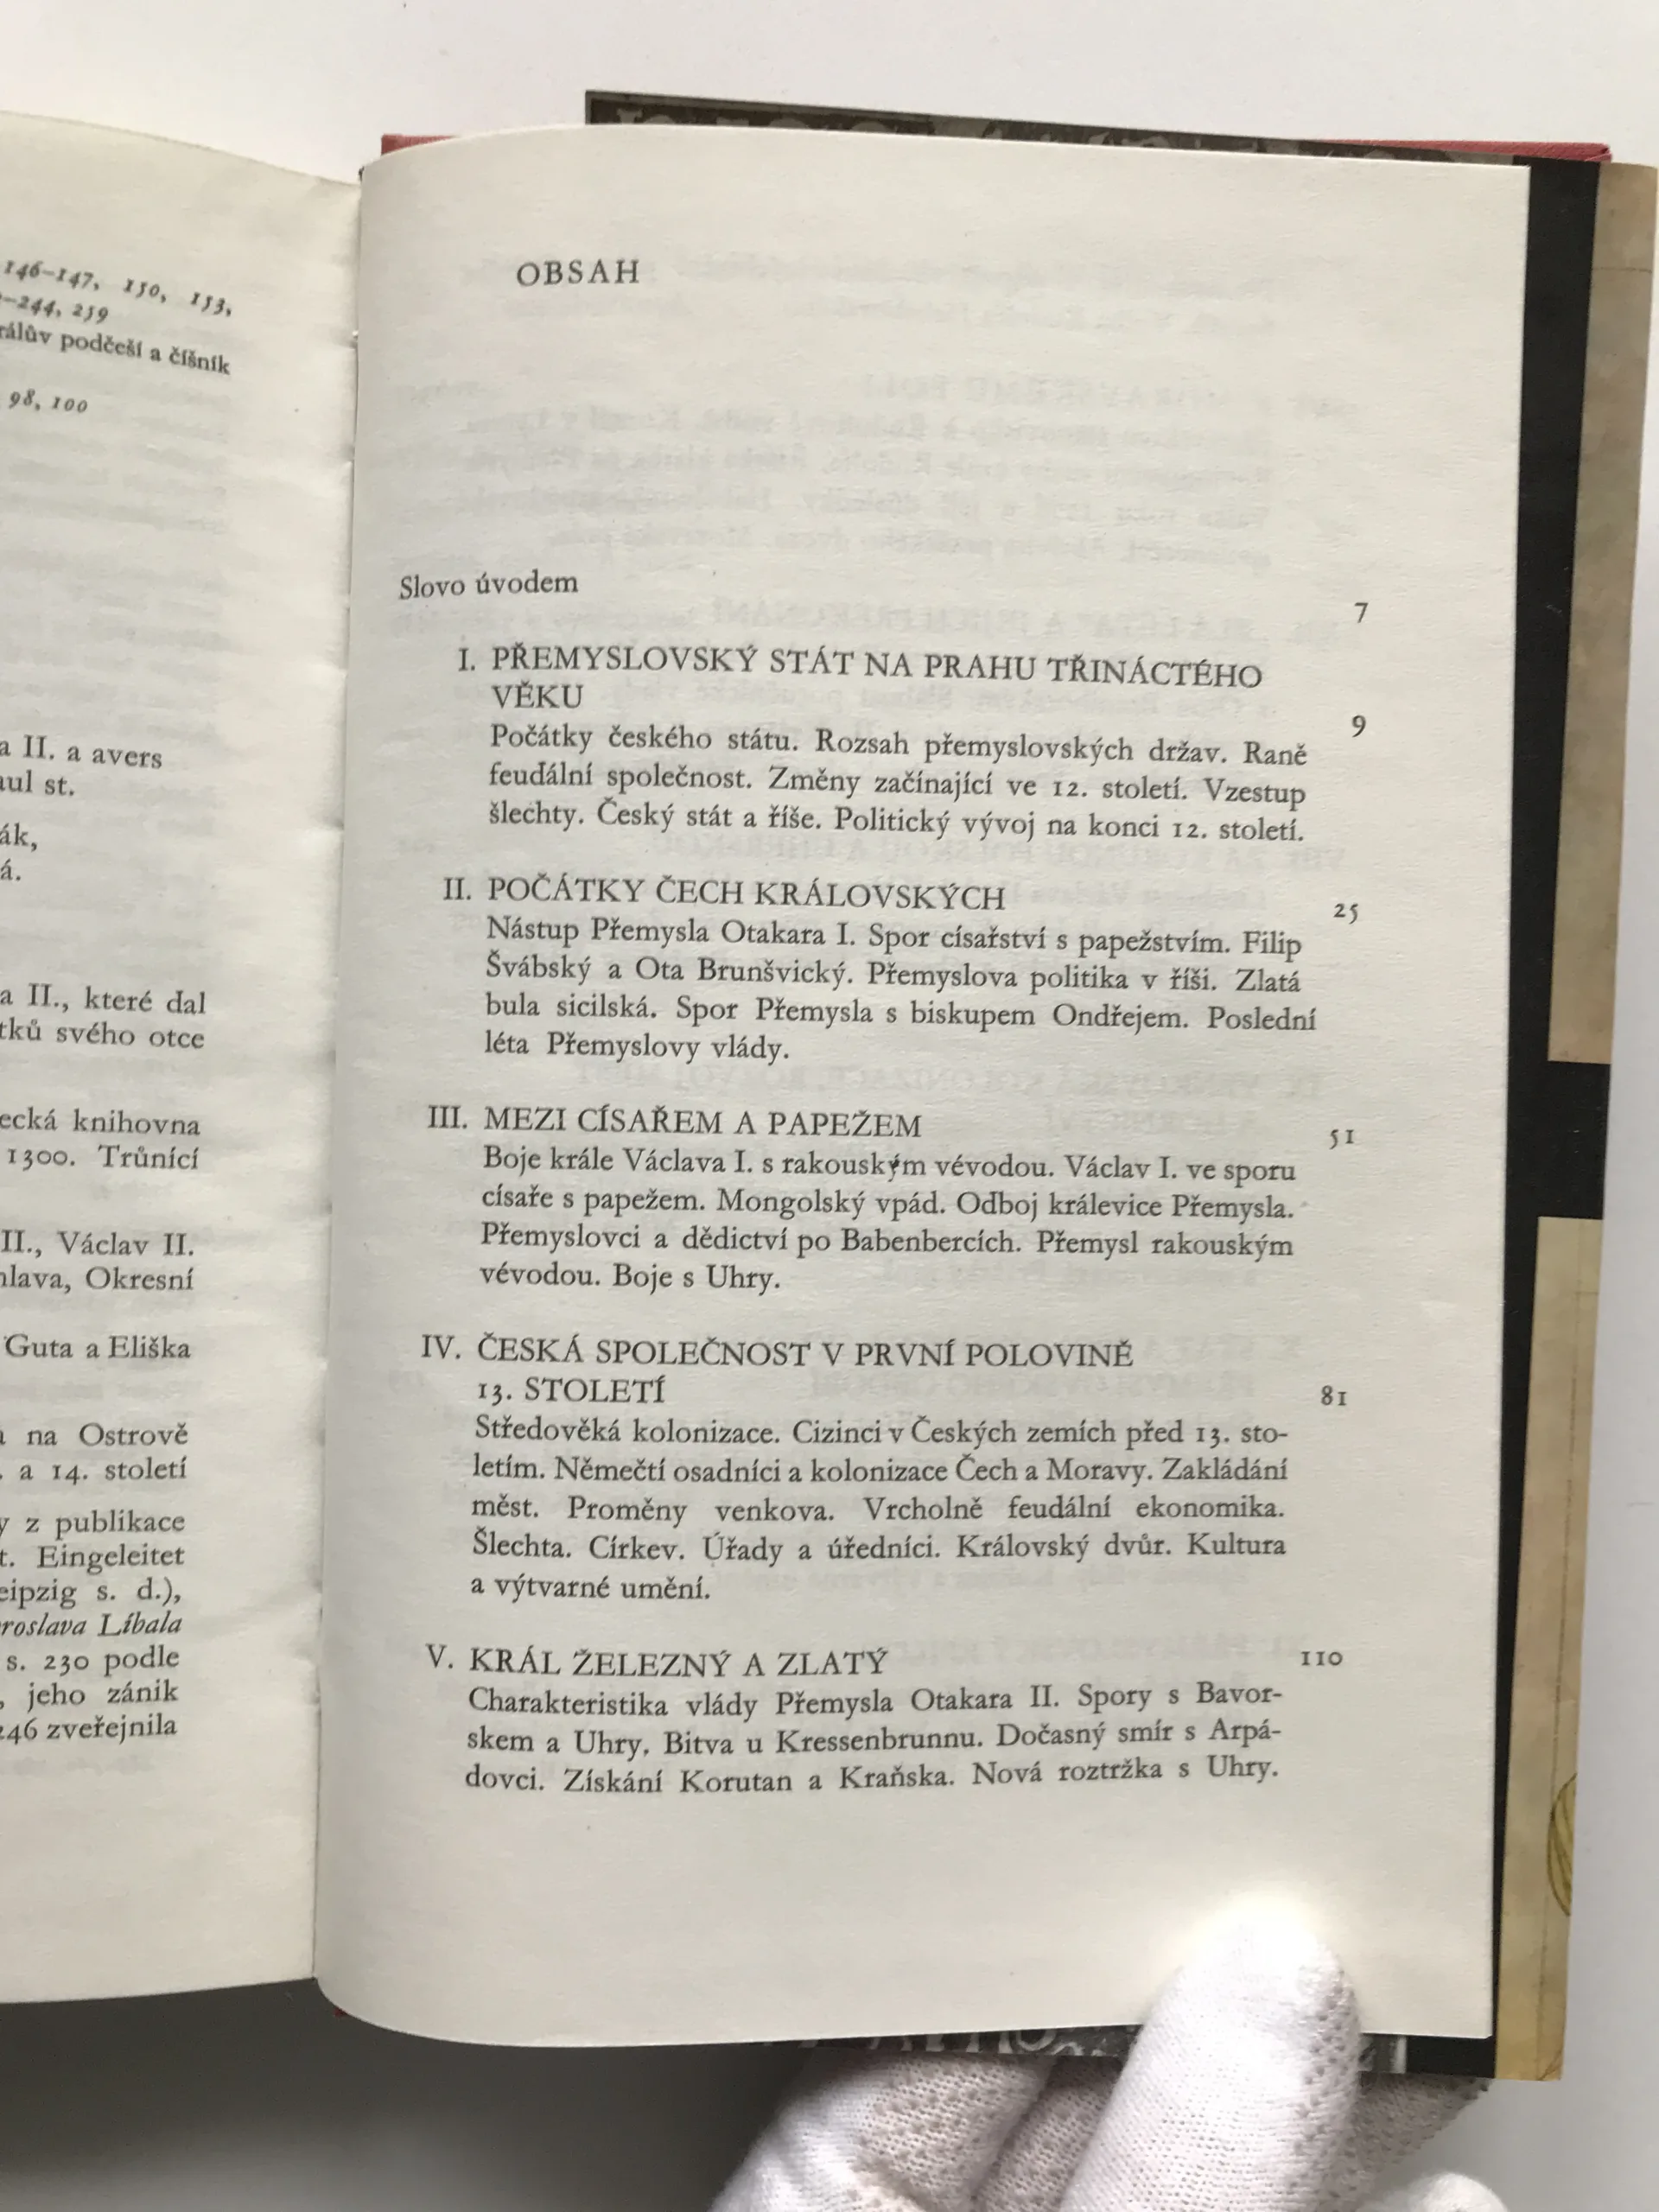 146–147, 150, 153,
–244, 259
podčeší a číšník
98, 100
a II. a avers
st.
a II., které dal
svého otce
knihovna
1300. Trůnící
II., Václav II.
Okresní
Guta a Eliška
na Ostrově
a 14. století
z publikace
Eingeleitet
s. d.),
Líbala
s. 230 podle
jeho zánik
246 zveřejnila
OBSAH
Slovo úvodem 7
I. PŘEMYSLOVSKÝ STÁT NA PRAHU TŘINÁCTÉHO
VĚKU 9
Počátky českého státu. Rozsah přemyslovských držav. Raně
feudální společnost. Změny začínající ve 12. století. Vzestup
šlechty. Český stát a říše. Politický vývoj na konci 12. století.
II. POČÁTKY ČECH KRÁLOVSKÝCH 25
Nástup Přemysla Otakara I. Spor císařství s papežstvím. Filip
Švábský a Ota Brunšvický. Přemyslova politika v říši. Zlatá
bula sicilská. Spor Přemysla s biskupem Ondřejem. Poslední
léta Přemyslovy vlády.
III. MEZI CÍSAŘEM A PAPEŽEM 51
Boje krále Václava I. s rakouským vévodou. Václav I. ve sporu
císaře s papežem. Mongolský vpád. Odboj králevice Přemysla.
Přemyslovci a dědictví po Babenbercích. Přemysl rakouským
vévodou. Boje s Uhry.
IV. ČESKÁ SPOLEČNOST V PRVNÍ POLOVINĚ
13. STOLETÍ 81
Středověká kolonizace. Cizinci v Českých zemích před 13. sto-
letím. Němečtí osadníci a kolonizace Čech a Moravy. Zakládání
měst. Proměny venkova. Vrcholně feudální ekonomika.
Šlechta. Církev. Úřady a úředníci. Královský dvůr. Kultura
a výtvarné umění.
V. KRÁL ŽELEZNÝ A ZLATÝ 110
Charakteristika vlády Přemysla Otakara II. Spory s Bavor-
skem a Uhry. Bitva u Kressenbrunnu. Dočasný smír s Arpá-
dovci. Získání Korutan a Kraňska. Nová roztržka s Uhry.